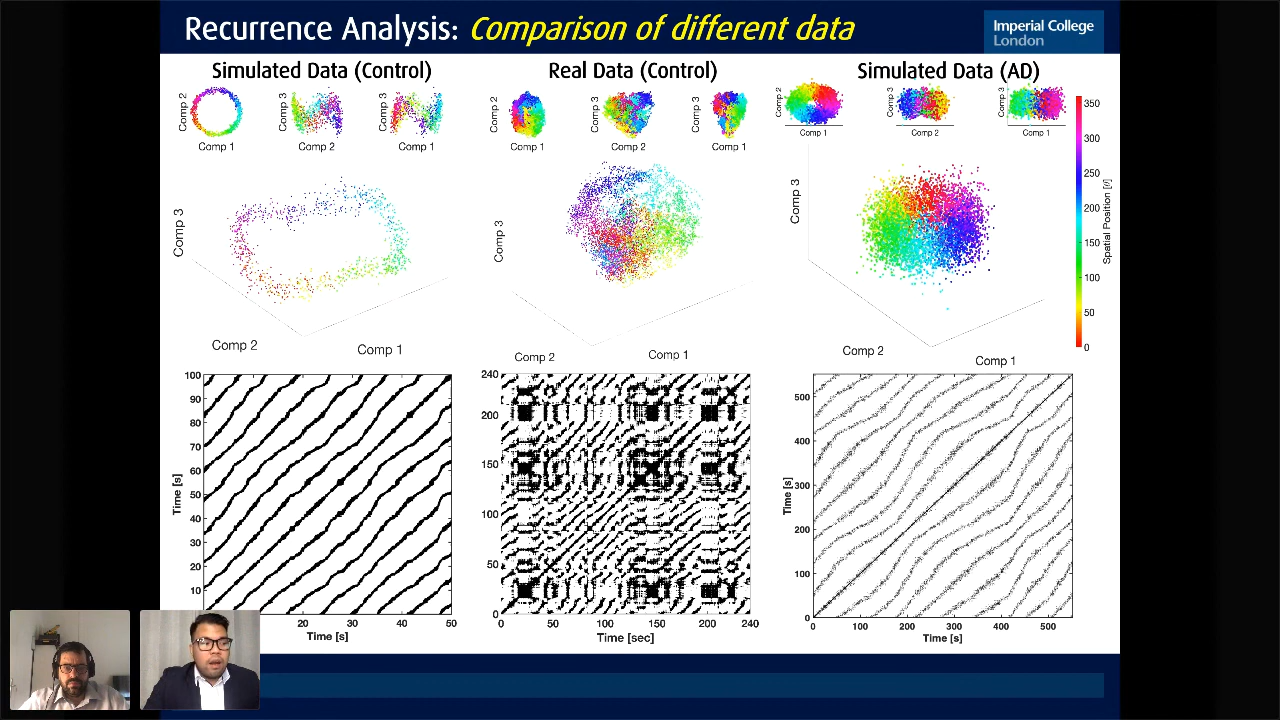 Recurrence Analysis: Comparison of different data
Imperial College
London
Simulated Data (Control)
Real Data (Control)
Simulated Data (AD)
Comp 2
Comp 1
Comp 3
Comp 2
Comp 3
Comp 1
Comp 2
Comp 1
Comp 3
Comp 2
Comp 3
Comp 1
Comp 2
Comp 1
Comp 3
Comp 2
Comp 3
Comp 1
Comp 3
Comp 2
Comp 1
Comp 3
Comp 2
Comp 1
Comp 3
Comp 2
Comp 1
350
300
250
200
150
100
50
0
100
90
80
70
60
50
40
30
20
10
Time [s]
20 30 40 50
Time [s]
240
200
150
100
50
0
0 50 100 150 200 240
Time [sec]
500
400
300
200
100
0
Time [s]
0 100 200 300 400 500
Time [s]